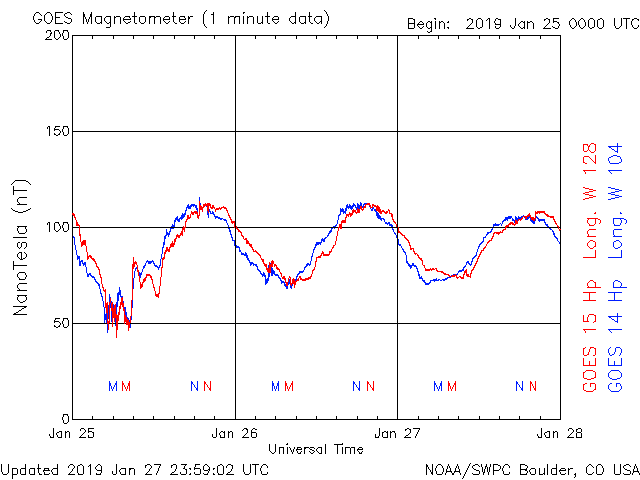 GOES Magnetometer (1 minute data)
Begin: 2019 Jan 25 0000 UTC
200
150
100
50
0
NanoTesla (nT)
M M N N M M N N M M N N
Jan 25 Jan 26 Jan 27 Jan 28
Universal Time
GOES 15 Hp Long. W 128
GOES 14 Hp Long. W 104
Updated 2019 Jan 27 23:59:02 UTC
NOAA/SWPC Boulder, CO USA